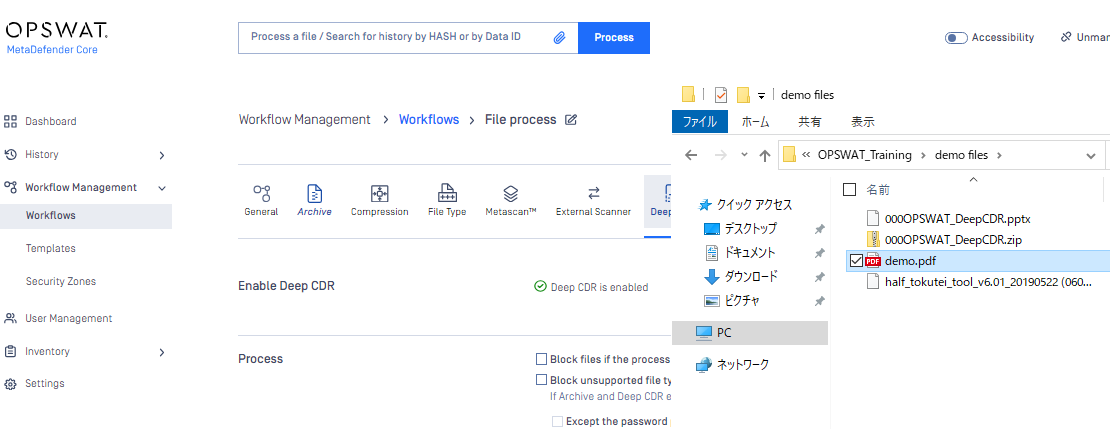 OPSWAT.
MetaDefender Core
Process a file / Search for history by HASH or by Data ID
Process
Accessibility
Unmar
Dashboard
History
Workflow Management
Workflows
Templates
Security Zones
User Management
Inventory
Settings
Workflow Management > Workflows > File process
General
Archive
Compression
File Type
Metascan™
External Scanner
Deep
Enable Deep CDR
Deep CDR is enabled
Process
Block files if the process
Block unsupported file ty
If Archive and Deep CDR e
Except the password
demo files
ファイル ホーム 共有 表示
« OPSWAT_Training > demo files >
クイック アクセス
デスクトップ
ドキュメント
ダウンロード
ピクチャ
PC
ネットワーク
名前
000OPSWAT_DeepCDR.pptx
000OPSWAT_DeepCDR.zip
demo.pdf
half_tokutei_tool_v6.01_20190522 (060...